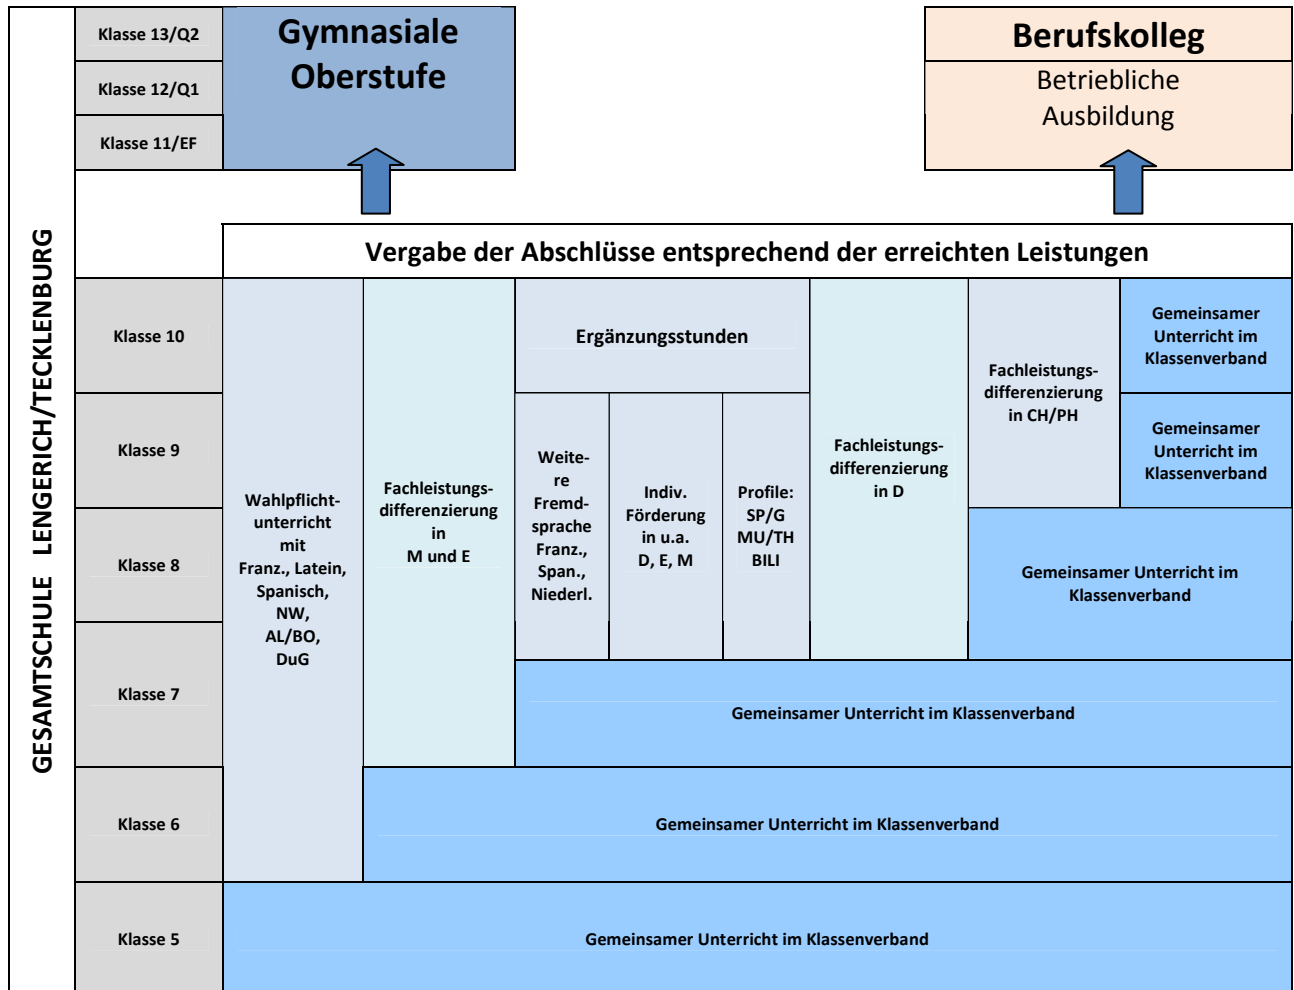 GESAMTSCHULE LENGERICH/TECKLENBURG
Klasse 13/Q2
Klasse 12/Q1
Klasse 11/EF
Gymnasiale
Oberstufe
Berufskolleg
Betriebliche
Ausbildung
Vergabe der Abschlüsse entsprechend der erreichten Leistungen
Klasse 10
Klasse 9
Klasse 8
Klasse 7
Klasse 6
Klasse 5
Wahlpflicht-
unterricht
mit
Franz., Latein,
Spanisch,
NW,
AL/BO,
DuG
Fachleistungs-
differenzierung
in
M und E
Ergänzungsstunden
Weite-
re
Fremd-
sprache
Franz.,
Span.,
Niederl.
Indiv.
Förderung
in u.a.
D, E, M
Profile:
SP/G
MU/TH
BILI
Fachleistungs-
differenzierung
in D
Fachleistungs-
differenzierung
in CH/PH
Gemeinsamer
Unterricht im
Klassenverband
Gemeinsamer
Unterricht im
Klassenverband
Gemeinsamer Unterricht im
Klassenverband
Gemeinsamer Unterricht im Klassenverband
Gemeinsamer Unterricht im Klassenverband
Gemeinsamer Unterricht im Klassenverband